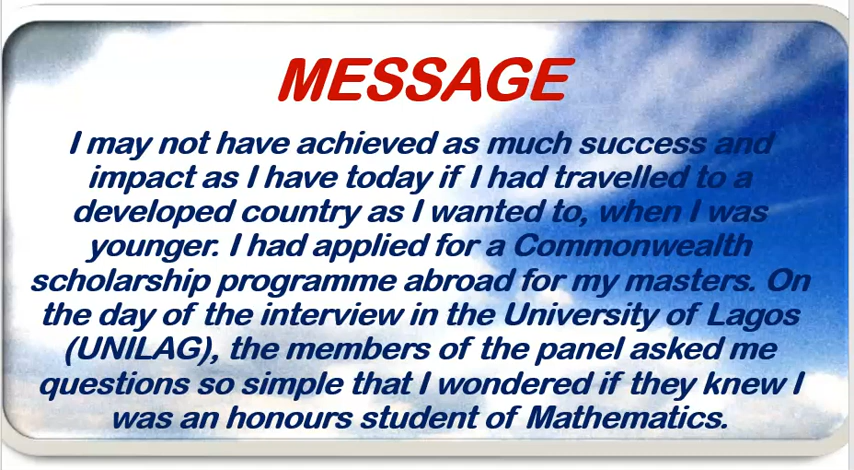 MESSAGE
I may not have achieved as much success and
impact as I have today if I had travelled to a
developed country as I wanted to, when I was
younger. I had applied for a Commonwealth
scholarship programme abroad for my masters. On
the day of the interview in the University of Lagos
(UNILAG), the members of the panel asked me
questions so simple that I wondered if they knew I
was an honours student of Mathematics.